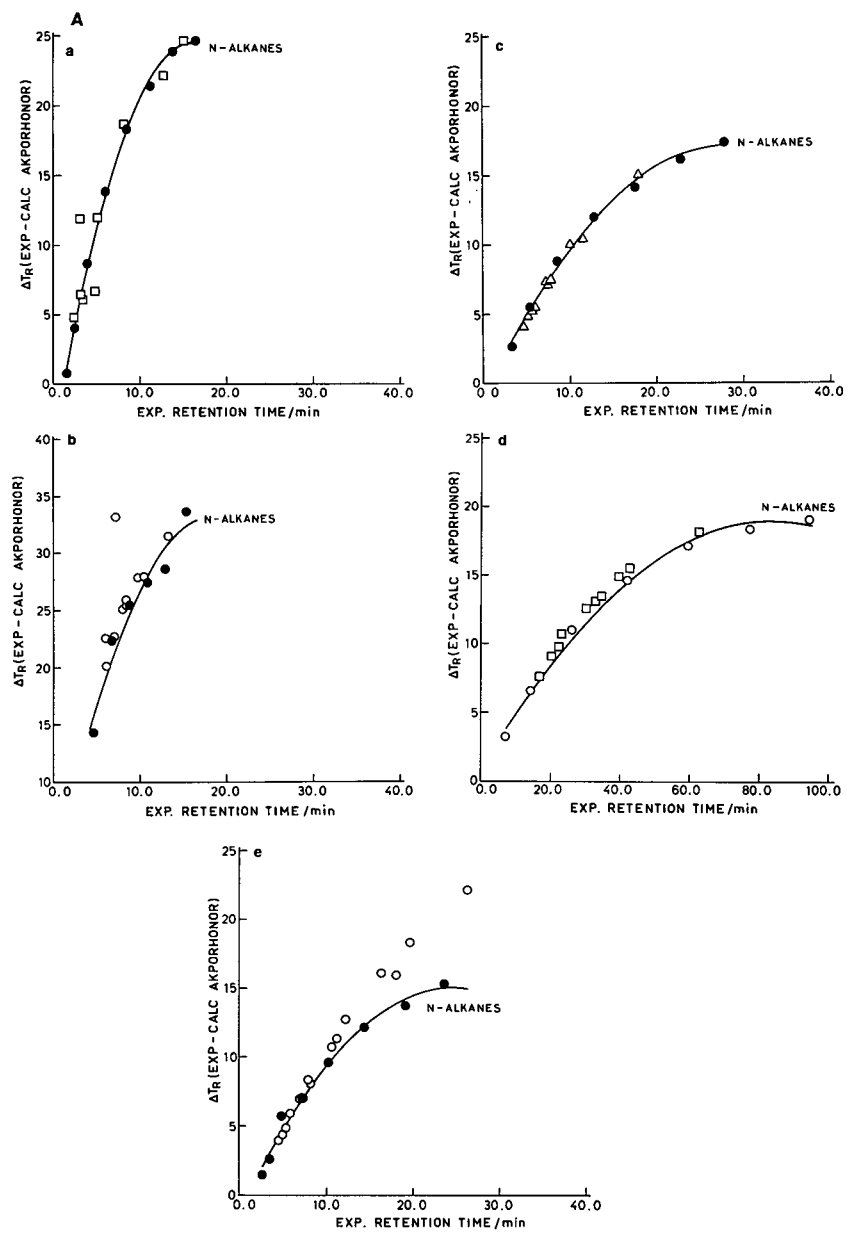 A
a
25
20
15
10
5
0
ΔTR(EXP-CALC AKPORHONOR)
N-ALKANES
0.0 10.0 20.0 30.0 40.0
EXP. RETENTION TIME/min
c
25
20
15
10
5
0
ΔTR(EXP-CALC AKPORHONOR)
N-ALKANES
0.0 10.0 20.0 30.0 40.0
EXP. RETENTION TIME/min
b
40
35
30
25
20
15
10
ΔTR(EXP-CALC AKPORHONOR)
N-ALKANES
0.0 10.0 20.0 30.0 40.0
EXP. RETENTION TIME/min
d
25
20
15
10
5
0
ΔTR(EXP-CALC AKPORHONOR)
N-ALKANES
0.0 20.0 40.0 60.0 80.0 100.0
EXP. RETENTION TIME/min
e
25
20
15
10
5
0
ΔTR(EXP-CALC AKPORHONOR)
N-ALKANES
0.0 10.0 20.0 30.0 40.0
EXP. RETENTION TIME/min